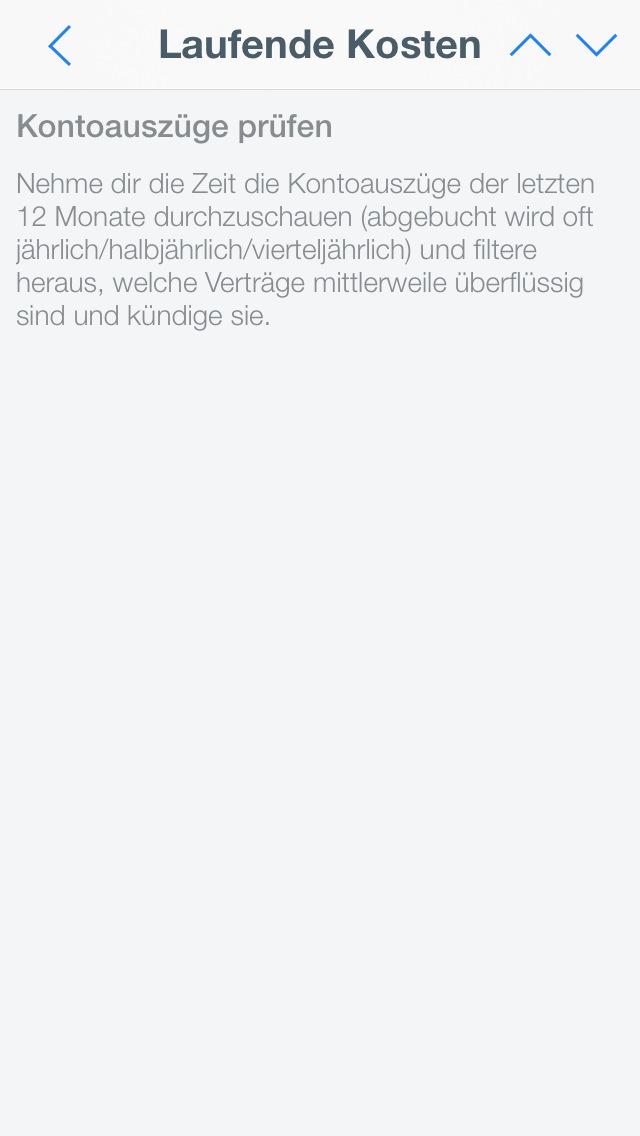 Laufende Kosten
Kontoauszüge prüfen
Nehme dir die Zeit die Kontoauszüge der letzten
12 Monate durchzuschauen (abgebucht wird oft
jährlich/halbjährlich/vierteljährlich) und filtere
heraus, welche Verträge mittlerweile überflüssig
sind und kündige sie.